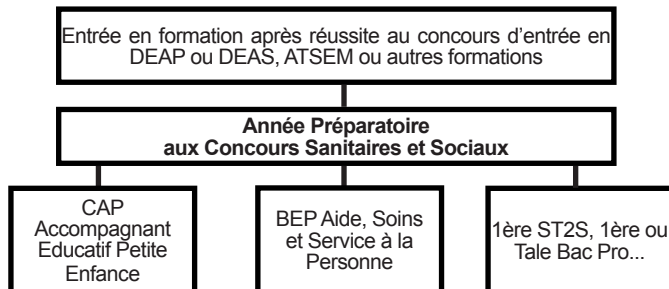 Entrée en formation après réussite au concours d'entrée en
DEAP ou DEAS, ATSEM ou autres formations
Année Préparatoire
aux Concours Sanitaires et Sociaux
CAP
Accompagnant
Educatif Petite
Enfance
BEP Aide, Soins
et Service à la
Personne
1ère ST2S, 1ère ou
Tale Bac Pro...